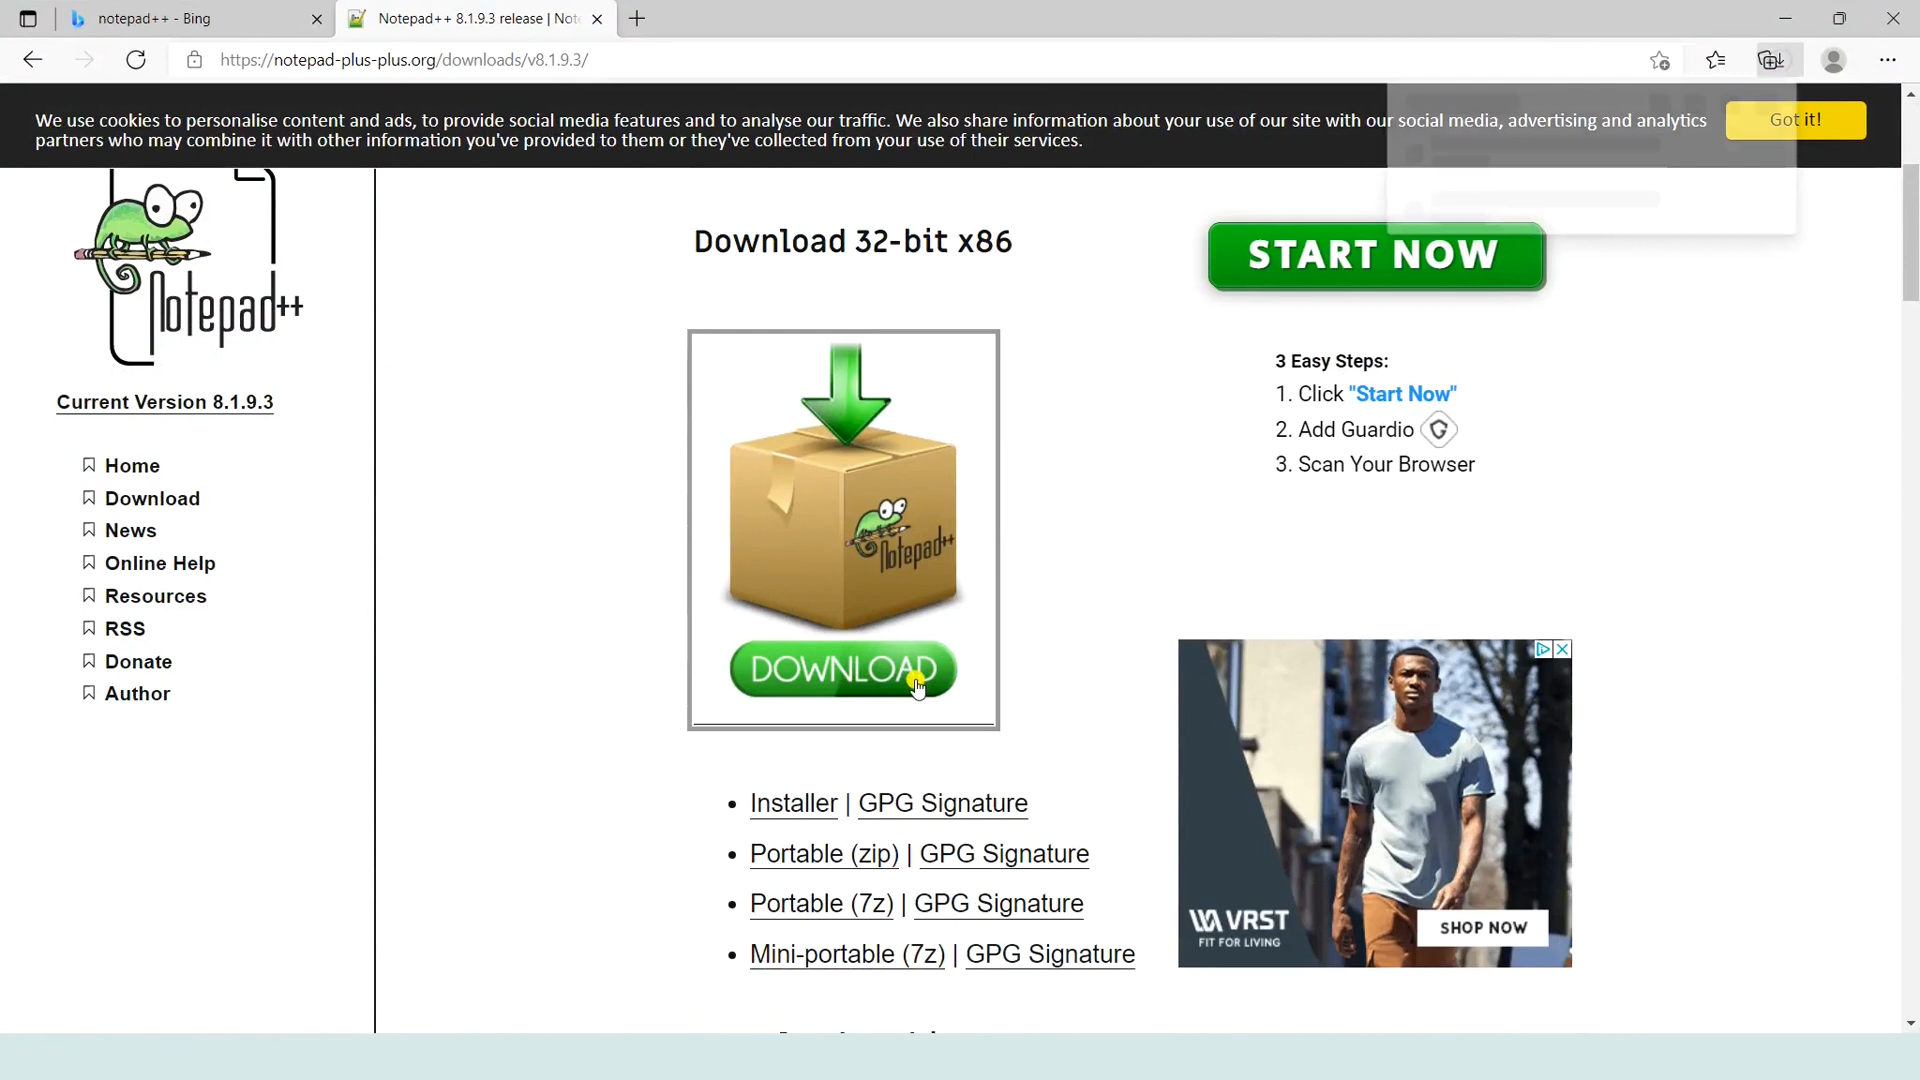 notepad++ - Bing
Notepad++ 8.1.9.3 release | Not
https://notepad-plus-plus.org/downloads/v8.1.9.3/
We use cookies to personalise content and ads, to provide social media features and to analyse our traffic. We also share information about your use of our site with our social media, advertising and analytics
partners who may combine it with other information you've provided to them or they've collected from your use of their services.
Got it!
Notepad++
Current Version 8.1.9.3
Home
Download
News
Online Help
Resources
RSS
Donate
Author
Download 32-bit x86
Notepad++
DOWNLOAD
• Installer | GPG Signature
• Portable (zip) | GPG Signature
• Portable (7z) | GPG Signature
• Mini-portable (7z) | GPG Signature
START NOW
3 Easy Steps:
1. Click "Start Now"
2. Add Guardio
3. Scan Your Browser
VRST
FIT FOR LIVING
SHOP NOW